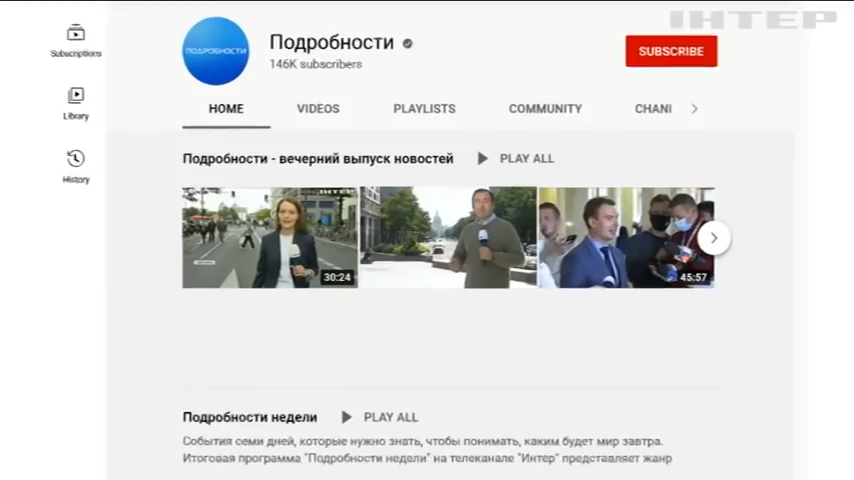 ІНТЕР
Subscriptions
Library
History
ПОДРОБНОСТИ
Подробности
146K subscribers
SUBSCRIBE
HOME VIDEOS PLAYLISTS COMMUNITY CHANI
Подробности - вечерний выпуск новостей PLAY ALL
ІНТЕР
30:24
45:57
Подробности недели PLAY ALL
События семи дней, которые нужно знать, чтобы понимать, каким будет мир завтра.
Итоговая программа "Подробности недели" на телеканале "Интер" представляет жанр